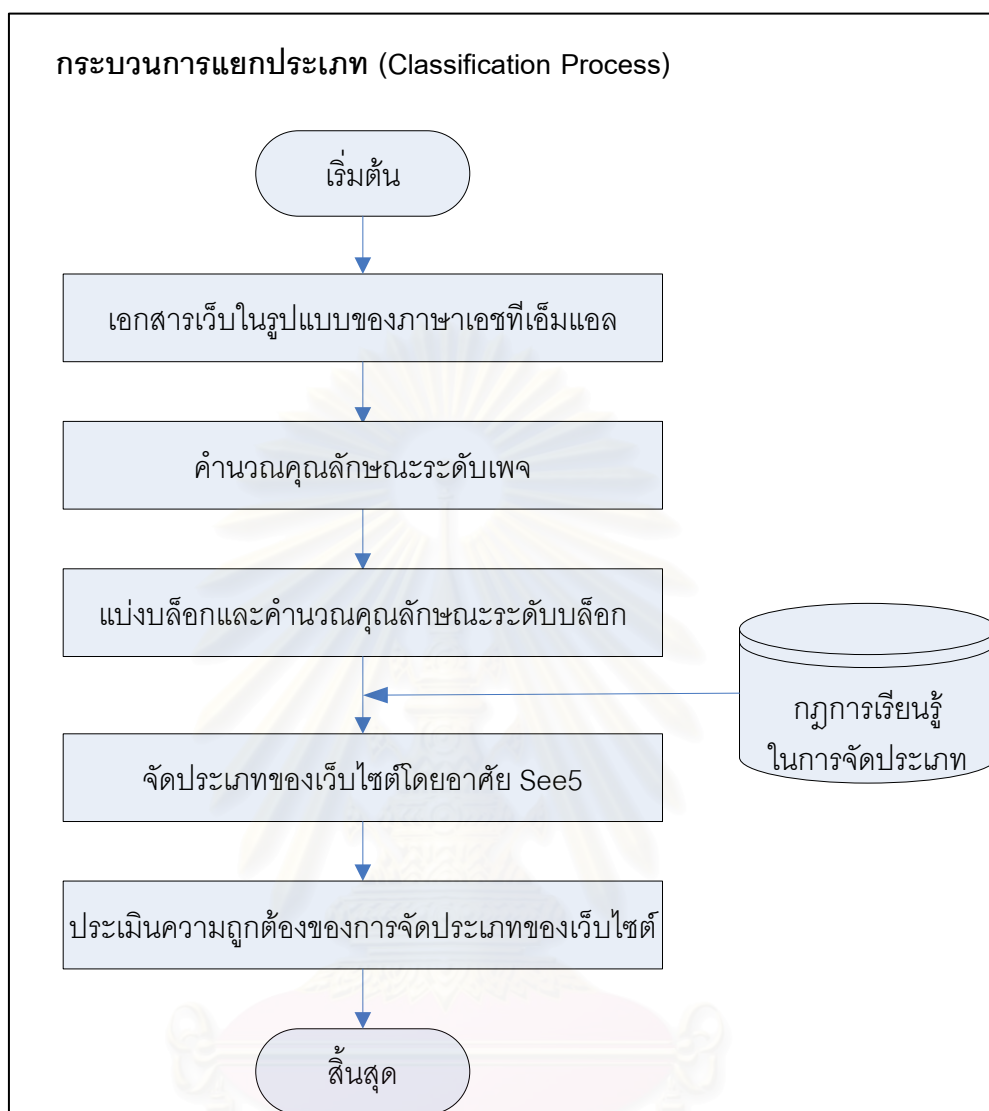 กระบวนการแยกประเภท (Classification Process)
เริ่มต้น
เอกสารเว็บในรูปแบบของภาษาเอชทีเอ็มแอล
คำนวณคุณลักษณะระดับเพจ
แบ่งบล็อกและคำนวณคุณลักษณะระดับบล็อก
กฎการเรียนรู้
ในการจัดประเภท
จัดประเภทของเว็บไซต์โดยอาศัย See5
ประเมินความถูกต้องของการจัดประเภทของเว็บไซต์
สิ้นสุด